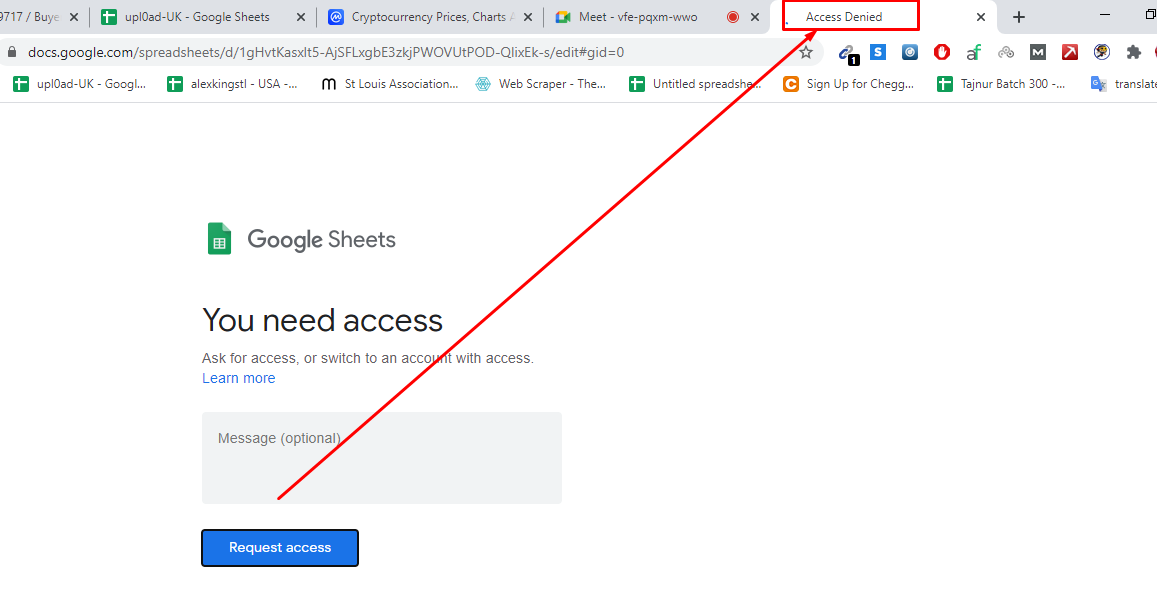 9717 / Buye
upl0ad-UK - Google Sheets
Cryptocurrency Prices, Charts A
Meet - vfe-pqxm-wwo
Access Denied
docs.google.com/spreadsheets/d/1gHvtKasxIt5-AjSFLxgbE3zkjPWOVUtPOD-QlixEk-s/edit#gid=0
1
S
af
M
upl0ad-UK - Googl...
alexkingstl - USA -...
St Louis Association...
Web Scraper - The...
Untitled spreadshe...
Sign Up for Chegg...
Tajnur Batch 300 -...
translate
Google Sheets
You need access
Ask for access, or switch to an account with access.
Learn more
Message (optional)
Request access